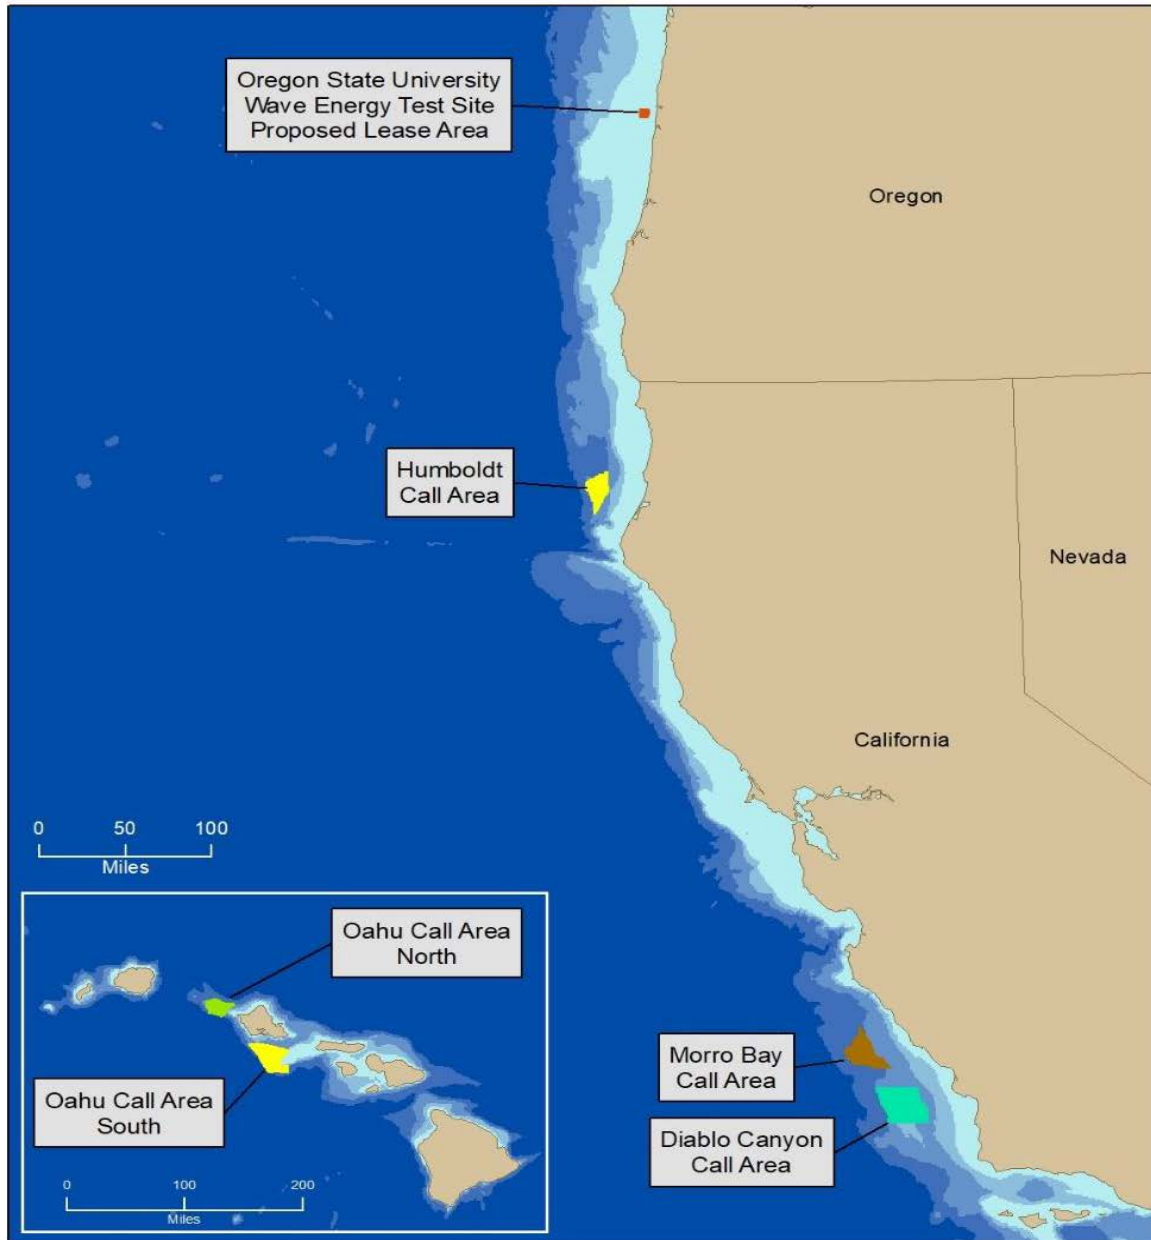 Oregon State University
Wave Energy Test Site
Proposed Lease Area
Oregon
Humboldt
Call Area
Nevada
California
0 50 100
Miles
Oahu Call Area
North
Oahu Call Area
South
0 100 200
Miles
Morro Bay
Call Area
Diablo Canyon
Call Area